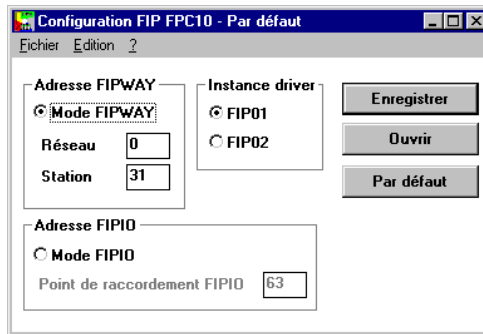 Configuration FIP FPC10 - Par défaut
Fichier Edition ?
Adresse FIPWAY
Mode FIPWAY
Réseau 0
Station 31
Instance driver
FIP01
FIP02
Enregistrer
Ouvrir
Par défaut
Adresse FIPIO
Mode FIPIO
Point de raccordement FIPIO 63